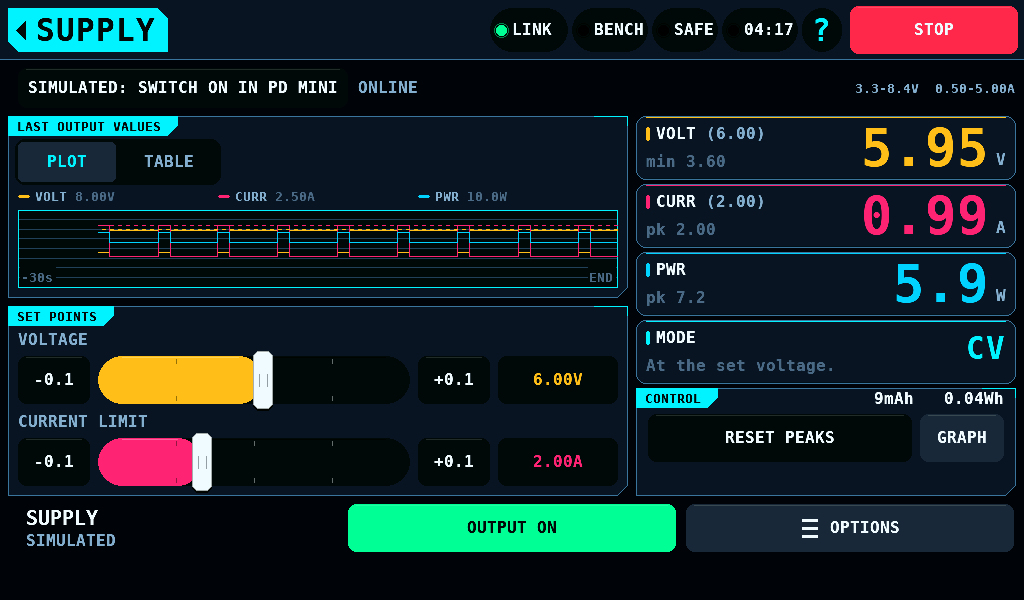 SUPPLY
LINK
BENCH
SAFE
04:17
?
STOP
SIMULATED: SWITCH ON IN PD MINI
ONLINE
3.3-8.4V 0.50-5.00A
LAST OUTPUT VALUES
PLOT
TABLE
VOLT 8.00V
CURR 2.50A
PWR 10.0W
-30s
END
VOLT (6.00)
min 3.60
5.95 V
CURR (2.00)
pk 2.00
0.99 A
PWR
pk 7.2
5.9 W
MODE
At the set voltage.
CV
SET POINTS
VOLTAGE
-0.1
+0.1
6.00V
CURRENT LIMIT
-0.1
+0.1
2.00A
CONTROL
9mAh 0.04Wh
RESET PEAKS
GRAPH
SUPPLY
SIMULATED
OUTPUT ON
OPTIONS